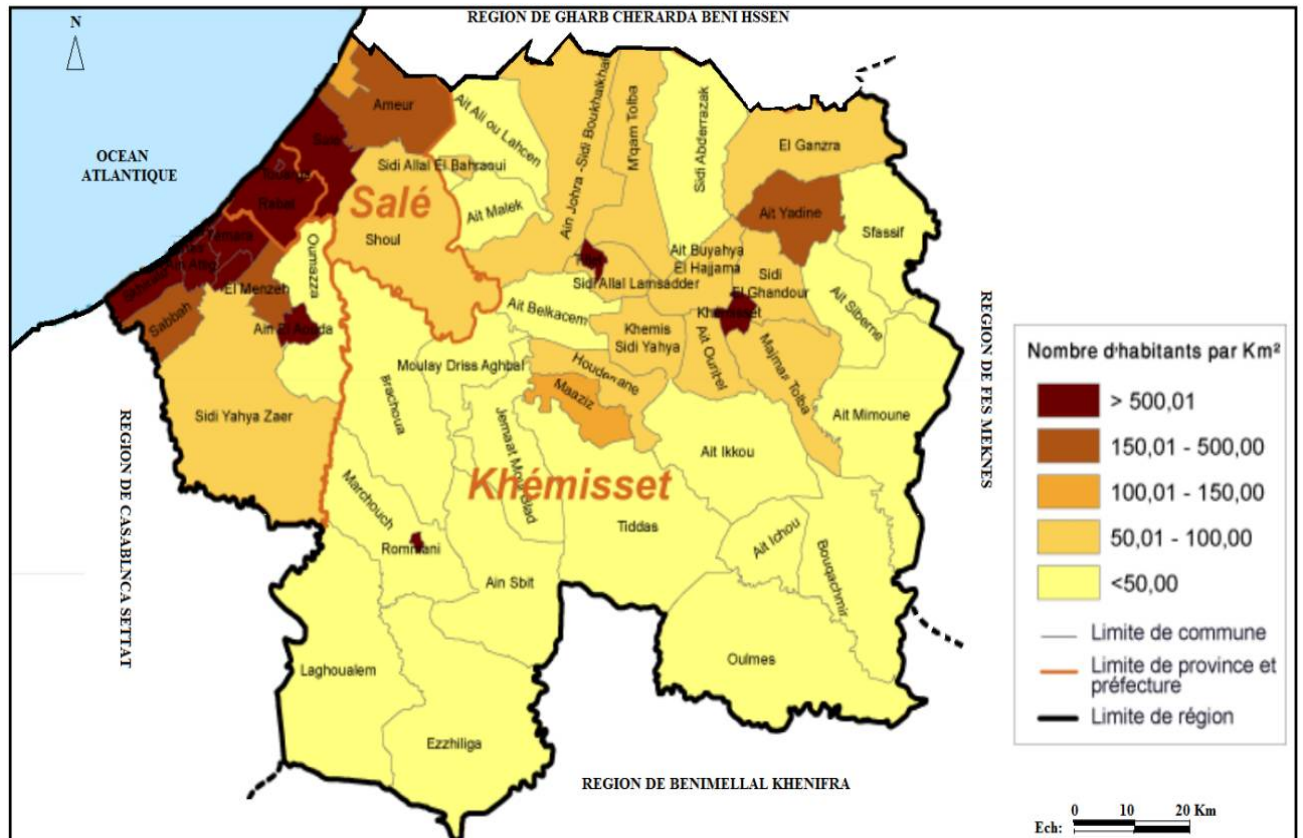 REGION DE GHARB CHERARDA BENI HSSEN
N
OCEAN
ATLANTIQUE
Ameur
Ait Ali ou Lahcen
Ain Johra -Sidi Boukhalkhal
M'qam Tolba
Sidi Abderrazak
El Ganzra
Salé
Sidi Allal El Bahraoui
Salé
Rabat
Ait Malek
Ait Yadine
Sfassif
Shoul
Temara
Oumazza
Ait Buyahya
El Hajjama
Sidi
El Ghandour
Sidi Allal Lamsadder
El Menzeh
Ait Siberne
Sabbah
Ain El Aouda
Ait Belkacem
Khemis
Sidi Yahya
Khémisset
Ait Ouribel
Majmaa Tolba
Moulay Driss Aghbal
Houderrane
Maaziz
Brachoua
Sidi Yahya Zaer
Ait Mimoune
Jemaat Moul Blad
Ait Ikkou
Khémisset
Marchouch
Tiddas
Rommani
Ait Ichou
Bouqachmir
Ain Sbit
Laghoualem
Oulmes
Ezzhiliga
REGION DE CASABLNCA SETTAT
REGION DE FES MEKNES
REGION DE BENIMELLAL KHENIFRA
Nombre d'habitants par Km²
> 500,01
150,01 - 500,00
100,01 - 150,00
50,01 - 100,00
<50,00
Limite de commune
Limite de province et
préfecture
Limite de région
0 10 20 Km
Ech: